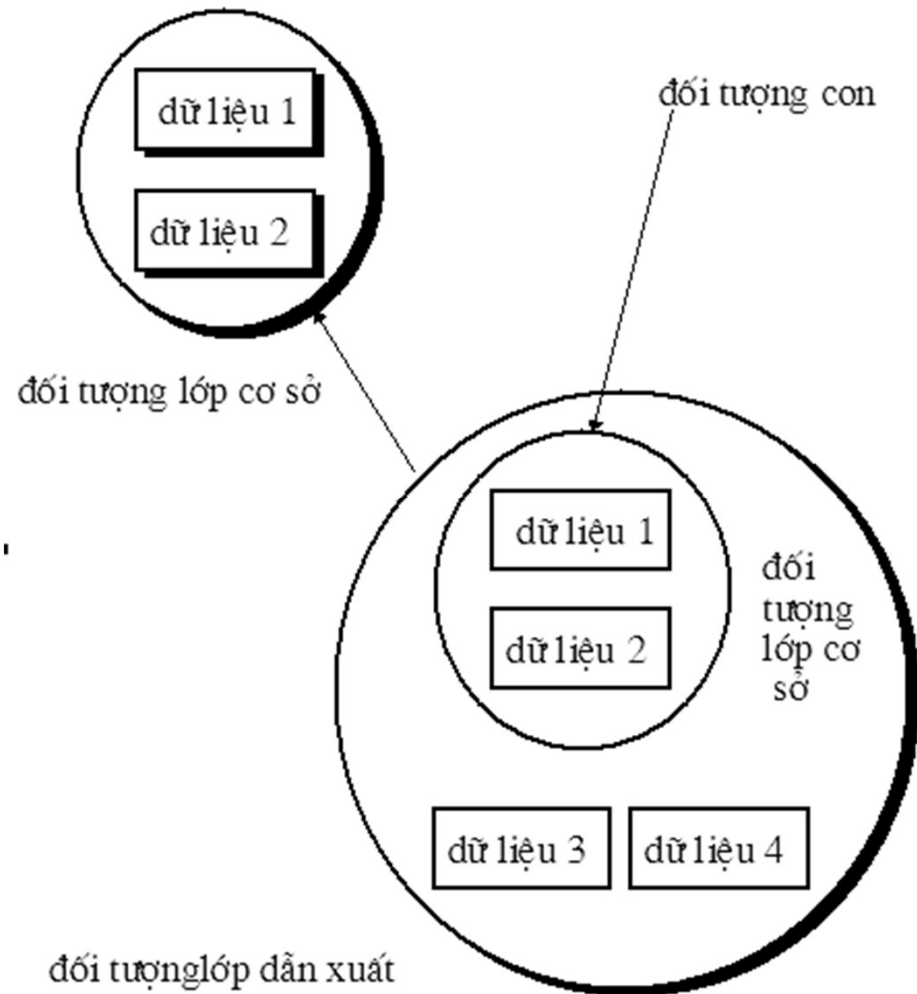 dữ liệu 1
dữ liệu 2
đối tượng con
đối tượng lớp cơ sở
dữ liệu 1
dữ liệu 2
đối
tượng
lớp cơ
sở
dữ liệu 3
dữ liệu 4
đối tượnglớp dẫn xuất